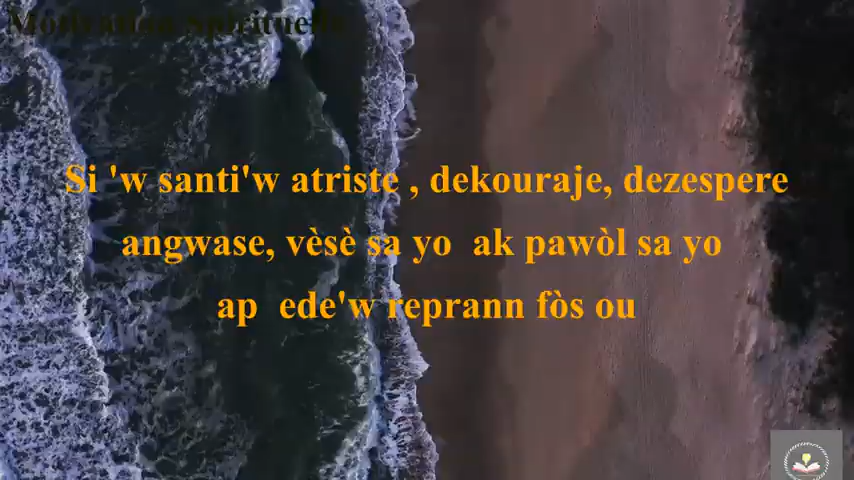 Motivation Spirituelle
Si 'w santi'w atriste , dekouraje, dezespere
angwase, vèsè sa yo ak pawòl sa yo
ap ede'w reprann fòs ou